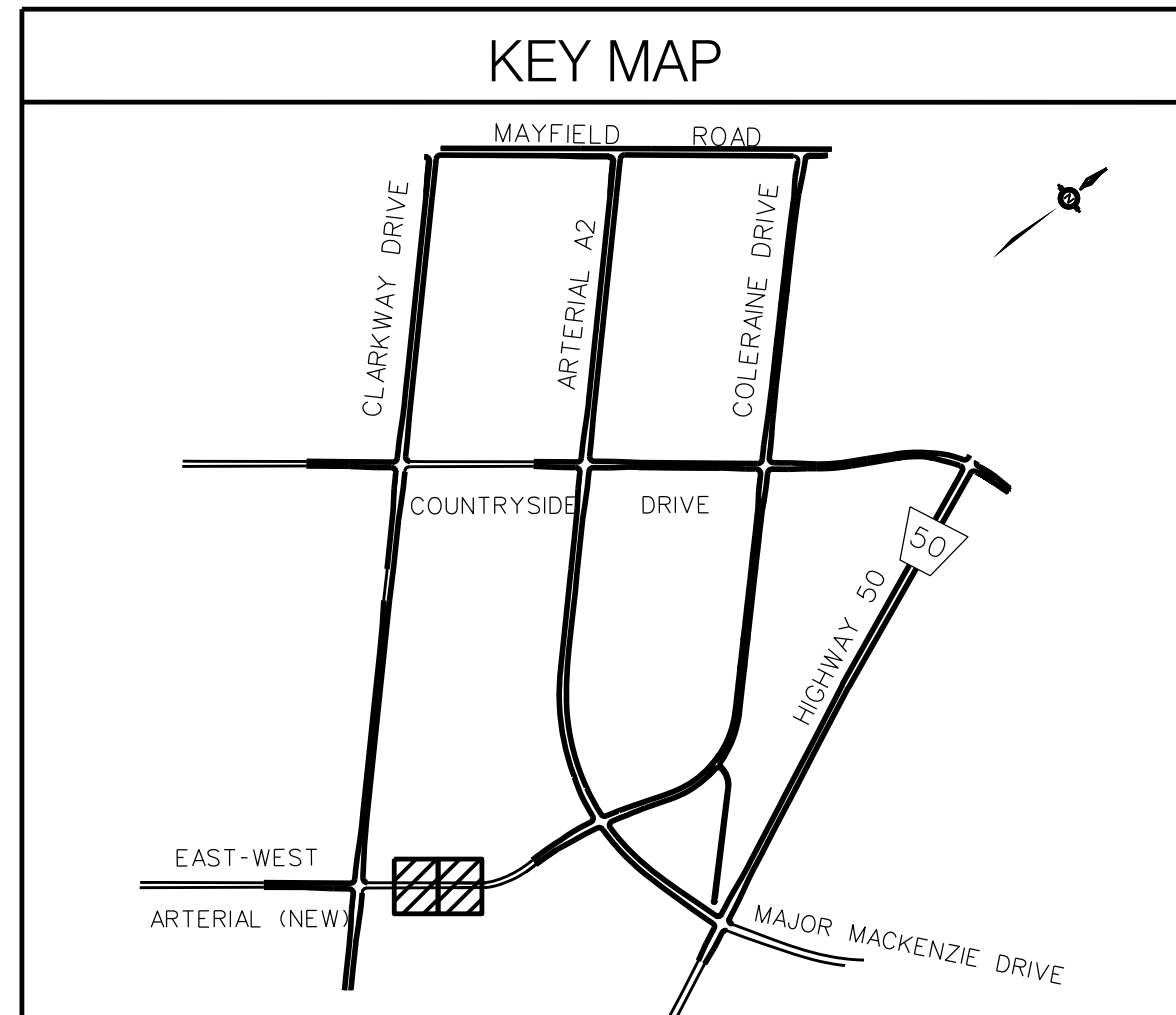 KEY MAP
MAYFIELD ROAD
N
CLARKWAY DRIVE
ARTERIAL A2
COLERAINE DRIVE
COUNTRYSIDE DRIVE
50
HIGHWAY 50
EAST-WEST
ARTERIAL (NEW)
MAJOR MACKENZIE DRIVE